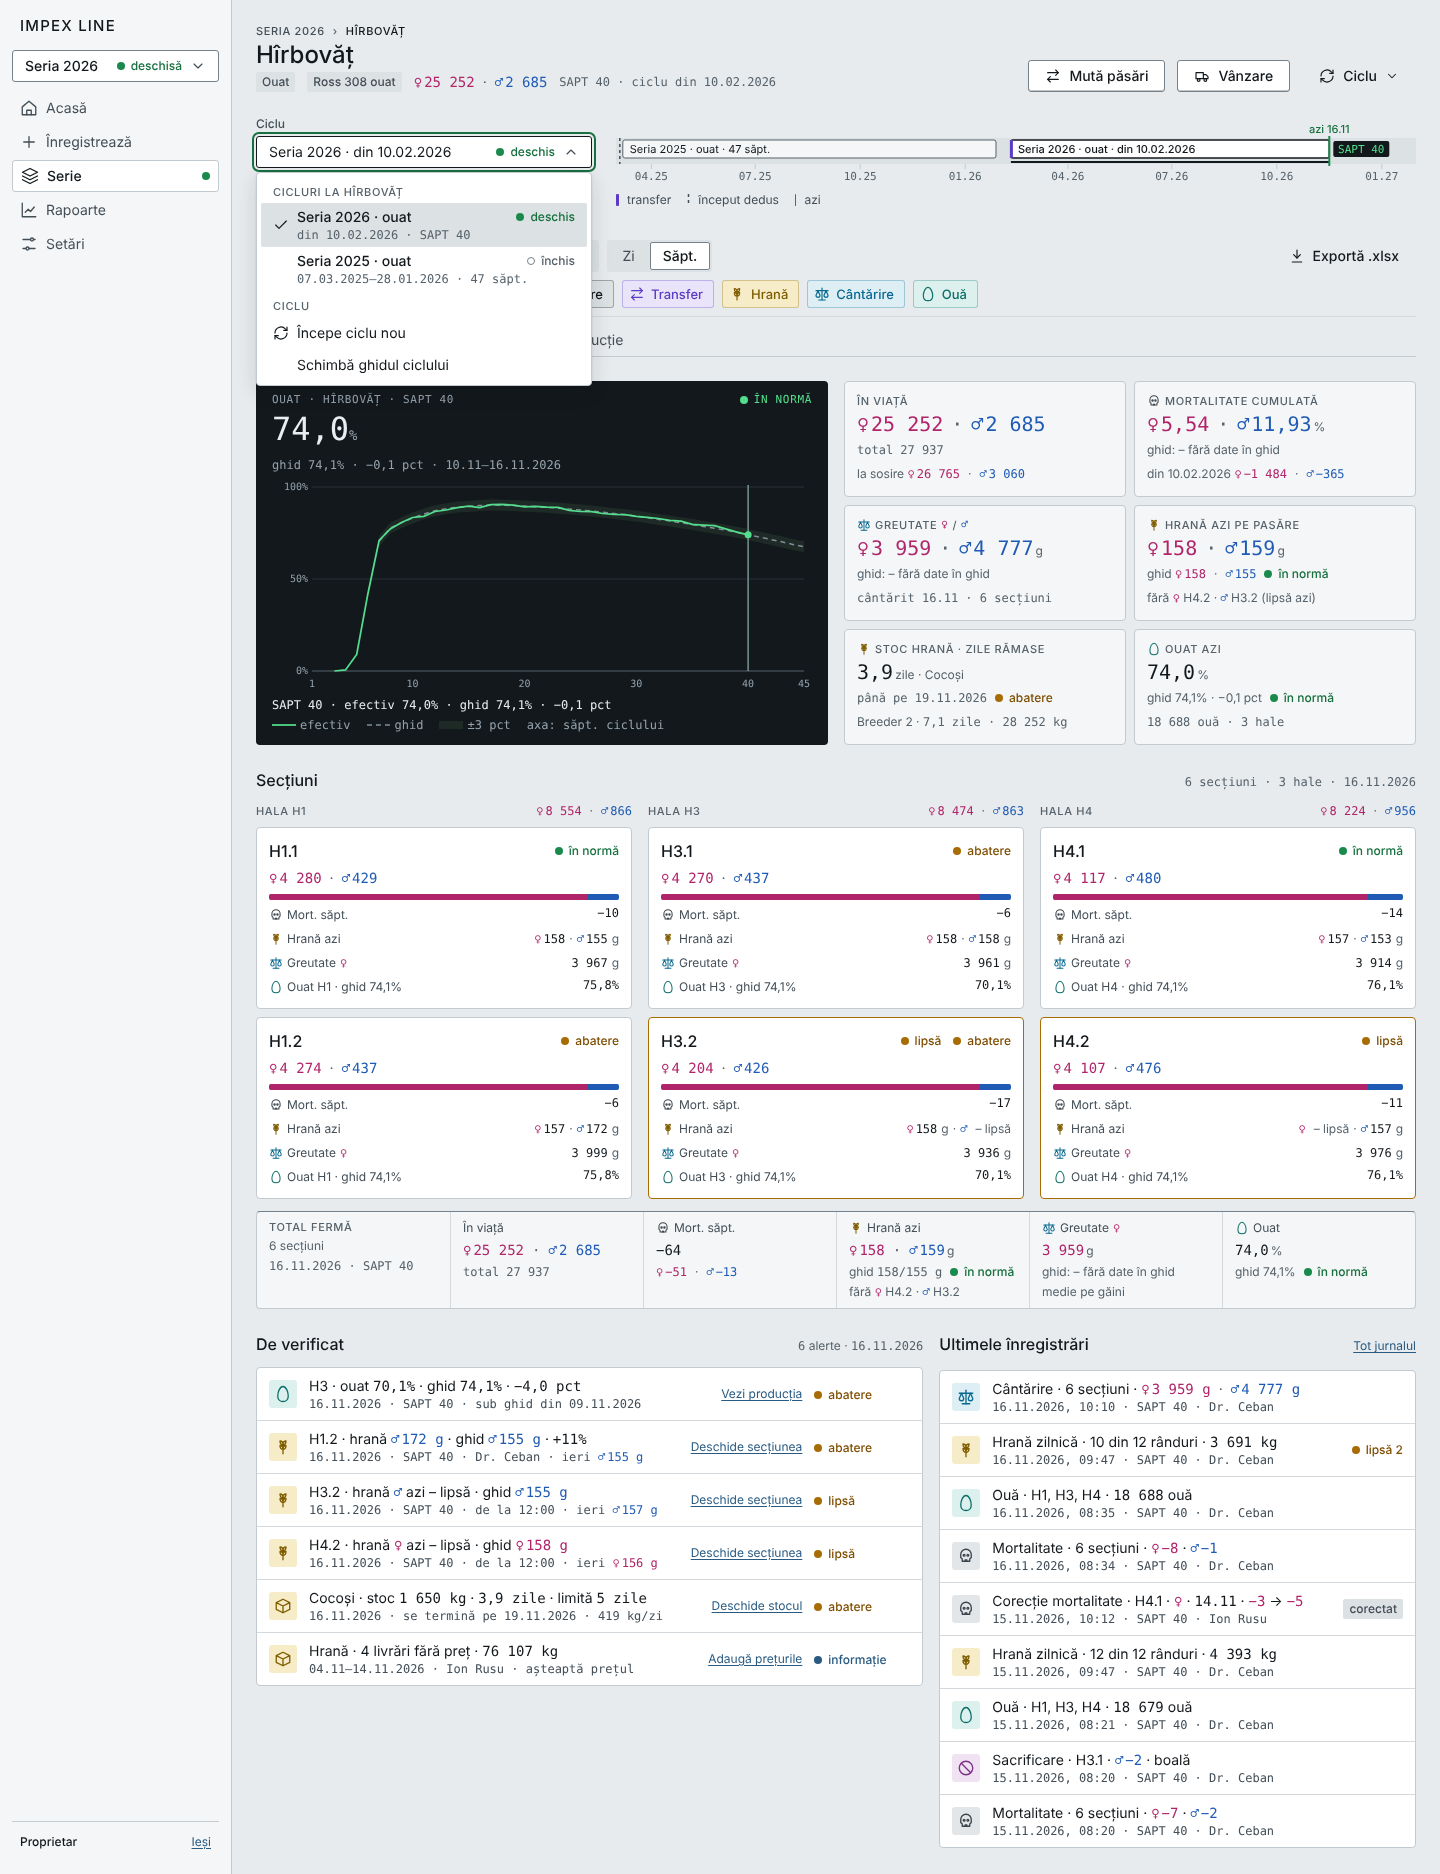 IMPEX LINE
Seria 2026 deschisă
Acasă
Înregistrează
Serie
Rapoarte
Setări
Proprietar Ieși
SERIA 2026 › HÎRBOVĂȚ
Hîrbovăț
Ouat Ross 308 ouat ♀25 252 · ♂2 685 SAPT 40 · ciclu din 10.02.2026
Mută păsări Vânzare Ciclu
Ciclu
Seria 2026 · din 10.02.2026 deschis
CICLURI LA HÎRBOVĂȚ
Seria 2026 · ouat deschis
din 10.02.2026 · SAPT 40
Seria 2025 · ouat închis
07.03.2025–28.01.2026 · 47 săpt.
CICLU
Începe ciclu nou
Schimbă ghidul ciclului
azi 16.11
Seria 2025 · ouat · 47 săpt. Seria 2026 · ouat · din 10.02.2026 SAPT 40
04.25 07.25 10.25 01.26 04.26 07.26 10.26 01.27
transfer început dedus azi
Zi Săpt. Exportă .xlsx
re Transfer Hrană Cântărire Ouă
ucție
OUAT · HÎRBOVĂȚ · SAPT 40 ÎN NORMĂ
74,0%
ghid 74,1% · −0,1 pct · 10.11–16.11.2026
100%
50%
0%
1 10 20 30 40 45
SAPT 40 · efectiv 74,0% · ghid 74,1% · −0,1 pct
efectiv ghid ±3 pct axa: săpt. ciclului
ÎN VIAȚĂ
♀25 252 · ♂2 685
total 27 937
la sosire ♀26 765 · ♂3 060
MORTALITATE CUMULATĂ
♀5,54 · ♂11,93%
ghid: – fără date în ghid
din 10.02.2026 ♀−1 484 · ♂−365
GREUTATE ♀ / ♂
♀3 959 · ♂4 777g
ghid: – fără date în ghid
cântărit 16.11 · 6 secțiuni
HRANĂ AZI PE PASĂRE
♀158 · ♂159g
ghid ♀158 · ♂155 în normă
fără ♀H4.2 · ♂H3.2 (lipsă azi)
STOC HRANĂ · ZILE RĂMASE
3,9 zile · Cocoși
până pe 19.11.2026 abatere
Breeder 2 · 7,1 zile · 28 252 kg
OUAT AZI
74,0%
ghid 74,1% · −0,1 pct în normă
18 688 ouă · 3 hale
Secțiuni 6 secțiuni · 3 hale · 16.11.2026
HALA H1 ♀8 554 · ♂866
H1.1 în normă
♀4 280 · ♂429
Mort. săpt. −10
Hrană azi ♀158 · ♂155 g
Greutate ♀ 3 967 g
Ouat H1 · ghid 74,1% 75,8%
H1.2 abatere
♀4 274 · ♂437
Mort. săpt. −6
Hrană azi ♀157 · ♂172 g
Greutate ♀ 3 999 g
Ouat H1 · ghid 74,1% 75,8%
HALA H3 ♀8 474 · ♂863
H3.1 abatere
♀4 270 · ♂437
Mort. săpt. −6
Hrană azi ♀158 · ♂158 g
Greutate ♀ 3 961 g
Ouat H3 · ghid 74,1% 70,1%
H3.2 lipsă abatere
♀4 204 · ♂426
Mort. săpt. −17
Hrană azi ♀158 g · ♂ – lipsă
Greutate ♀ 3 936 g
Ouat H3 · ghid 74,1% 70,1%
HALA H4 ♀8 224 · ♂956
H4.1 în normă
♀4 117 · ♂480
Mort. săpt. −14
Hrană azi ♀157 · ♂153 g
Greutate ♀ 3 914 g
Ouat H4 · ghid 74,1% 76,1%
H4.2 lipsă
♀4 107 · ♂476
Mort. săpt. −11
Hrană azi ♀ – lipsă · ♂157 g
Greutate ♀ 3 976 g
Ouat H4 · ghid 74,1% 76,1%
TOTAL FERMĂ
6 secțiuni
16.11.2026 · SAPT 40
În viață
♀25 252 · ♂2 685
total 27 937
Mort. săpt.
−64
♀−51 · ♂−13
Hrană azi
♀158 · ♂159g
ghid 158/155 g în normă
fără ♀H4.2 · ♂H3.2
Greutate ♀
3 959g
ghid: – fără date în ghid
medie pe găini
Ouat
74,0%
ghid 74,1% în normă
De verificat 6 alerte · 16.11.2026
H3 · ouat 70,1% · ghid 74,1% · −4,0 pct
16.11.2026 · SAPT 40 · sub ghid din 09.11.2026
Vezi producția abatere
H1.2 · hrană ♂172 g · ghid ♂155 g · +11%
16.11.2026 · SAPT 40 · Dr. Ceban · ieri ♂155 g
Deschide secțiunea abatere
H3.2 · hrană ♂ azi – lipsă · ghid ♂155 g
16.11.2026 · SAPT 40 · de la 12:00 · ieri ♂157 g
Deschide secțiunea lipsă
H4.2 · hrană ♀ azi – lipsă · ghid ♀158 g
16.11.2026 · SAPT 40 · de la 12:00 · ieri ♀156 g
Deschide secțiunea lipsă
Cocoși · stoc 1 650 kg · 3,9 zile · limită 5 zile
16.11.2026 · se termină pe 19.11.2026 · 419 kg/zi
Deschide stocul abatere
Hrană · 4 livrări fără preț · 76 107 kg
04.11–14.11.2026 · Ion Rusu · așteaptă prețul
Adaugă prețurile informație
Ultimele înregistrări Tot jurnalul
Cântărire · 6 secțiuni · ♀3 959 g · ♂4 777 g
16.11.2026, 10:10 · SAPT 40 · Dr. Ceban
Hrană zilnică · 10 din 12 rânduri · 3 691 kg
16.11.2026, 09:47 · SAPT 40 · Dr. Ceban
lipsă 2
Ouă · H1, H3, H4 · 18 688 ouă
16.11.2026, 08:35 · SAPT 40 · Dr. Ceban
Mortalitate · 6 secțiuni · ♀−8 · ♂−1
16.11.2026, 08:34 · SAPT 40 · Dr. Ceban
Corecție mortalitate · H4.1 · ♀ · 14.11 · −3 → −5
15.11.2026, 10:12 · SAPT 40 · Ion Rusu
corectat
Hrană zilnică · 12 din 12 rânduri · 4 393 kg
15.11.2026, 09:47 · SAPT 40 · Dr. Ceban
Ouă · H1, H3, H4 · 18 679 ouă
15.11.2026, 08:21 · SAPT 40 · Dr. Ceban
Sacrificare · H3.1 · ♂−2 · boală
15.11.2026, 08:20 · SAPT 40 · Dr. Ceban
Mortalitate · 6 secțiuni · ♀−7 · ♂−2
15.11.2026, 08:20 · SAPT 40 · Dr. Ceban